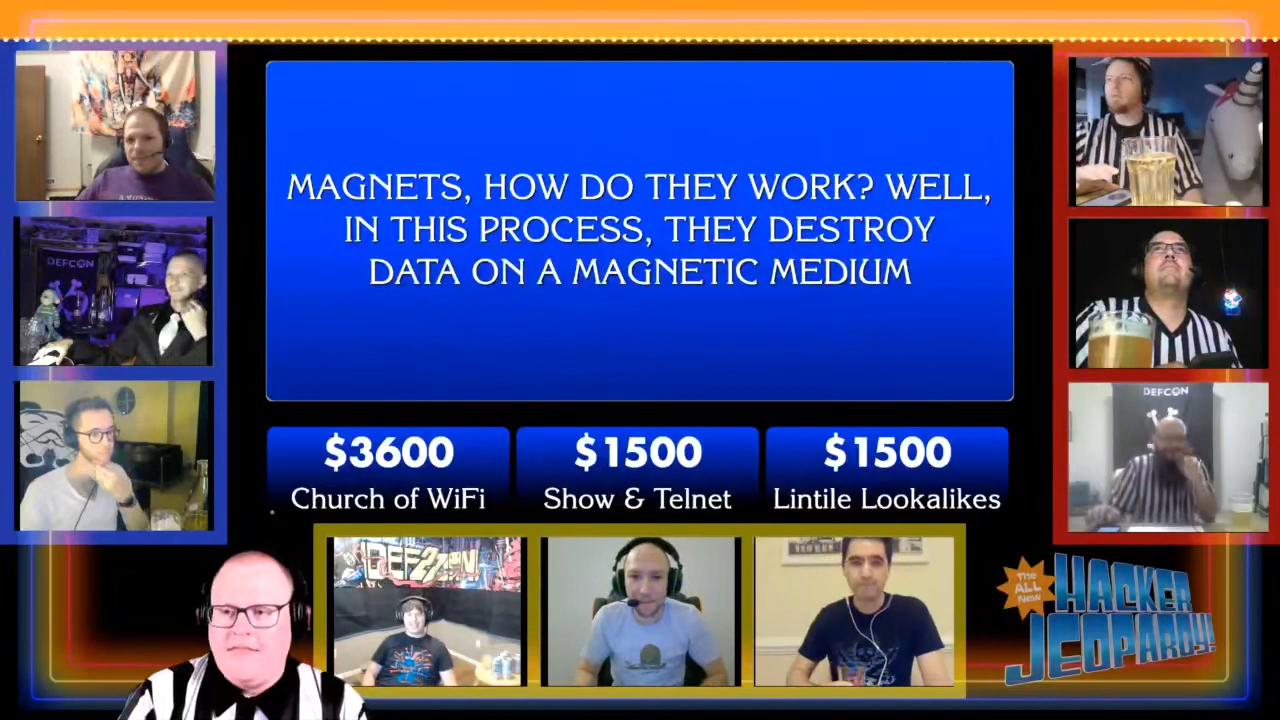 MAGNETS, HOW DO THEY WORK? WELL,
IN THIS PROCESS, THEY DESTROY
DATA ON A MAGNETIC MEDIUM
$3600
Church of WiFi
$1500
Show & Telnet
$1500
Lintile Lookalikes
DEFCON
DEFCON
DEF27CON
THE ALL NEW
HACKER
JEOPARDY!